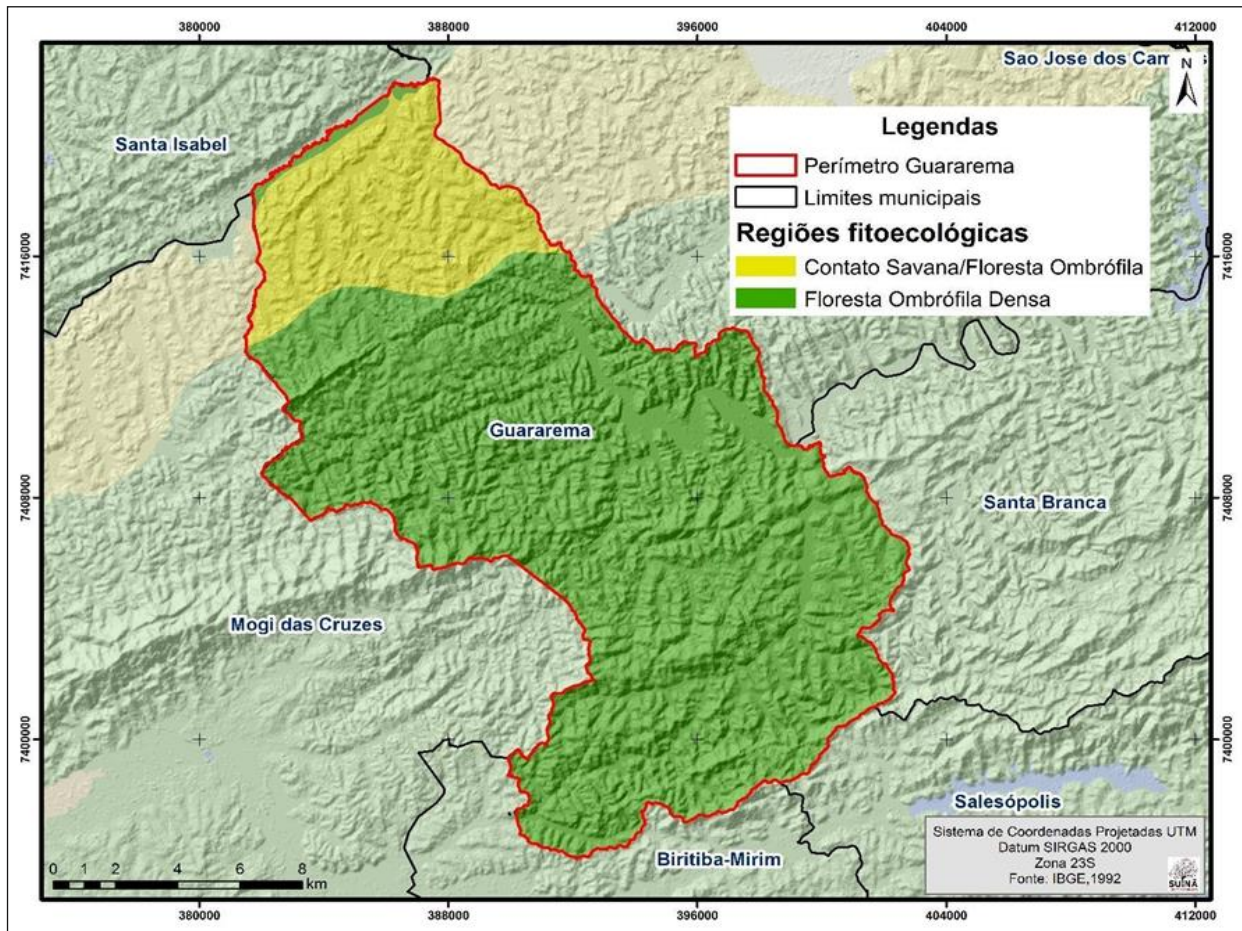 380000
388000
396000
404000
412000
Sao Jose dos Cam
N
Santa Isabel
Legendas
Perímetro Guararema
Limites municipais
Regiões fitoecológicas
Contato Savana/Floresta Ombrófila
Floresta Ombrófila Densa
7416000
7416000
Guararema
7408000
7408000
Santa Branca
Mogi das Cruzes
7400000
7400000
Salesópolis
Biritiba-Mirim
Sistema de Coordenadas Projetadas UTM
Datum SIRGAS 2000
Zona 23S
Fonte: IBGE,1992
SUINÃ
0 1 2 4 6 8
km
380000
388000
396000
404000
412000